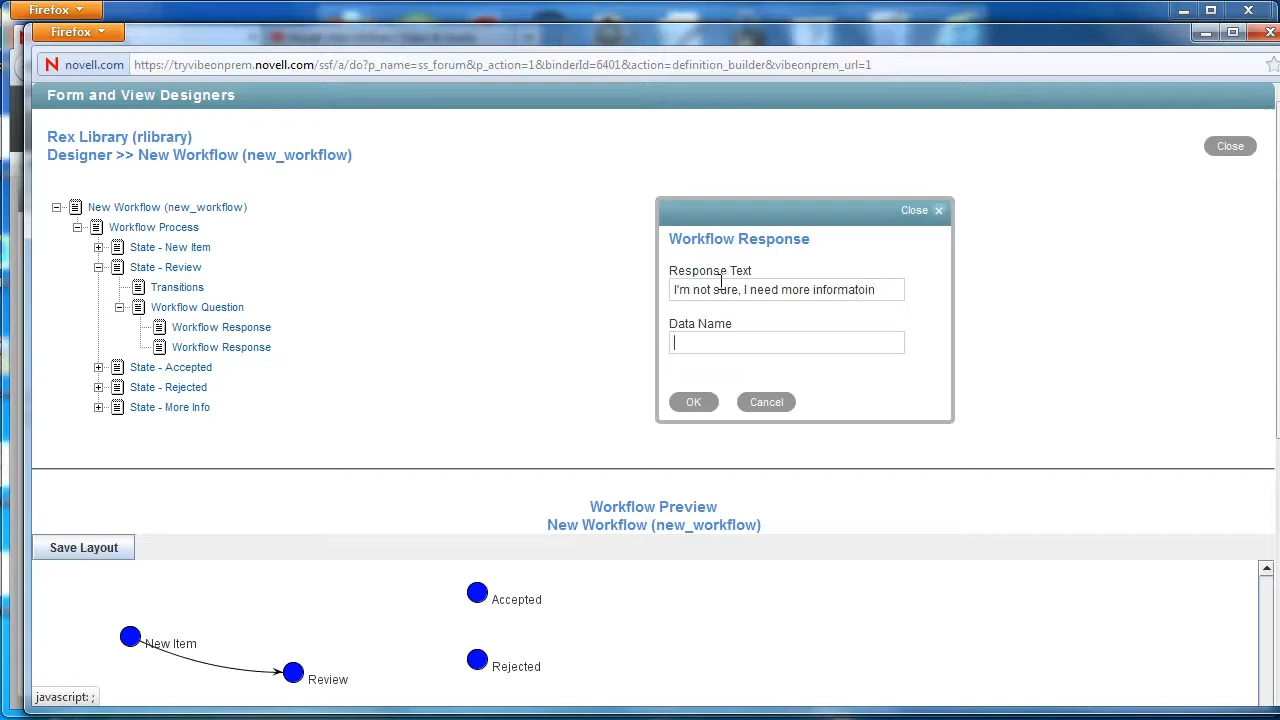 Firefox
Firefox
novell.com
https://tryvibeonprem.novell.com/ssf/a/do?p_name=ss_forum&p_action=1&binderId=6401&action=definition_builder&vibeonprem_url=1
Form and View Designers
Rex Library (rlibrary)
Designer >> New Workflow (new_workflow)
Close
New Workflow (new_workflow)
Workflow Process
State - New Item
State - Review
Transitions
Workflow Question
Workflow Response
Workflow Response
State - Accepted
State - Rejected
State - More Info
Close
Workflow Response
Response Text
I'm not sure, I need more informatoin
Data Name
OK
Cancel
Workflow Preview
New Workflow (new_workflow)
Save Layout
Accepted
New Item
Rejected
Review
javascript: ;